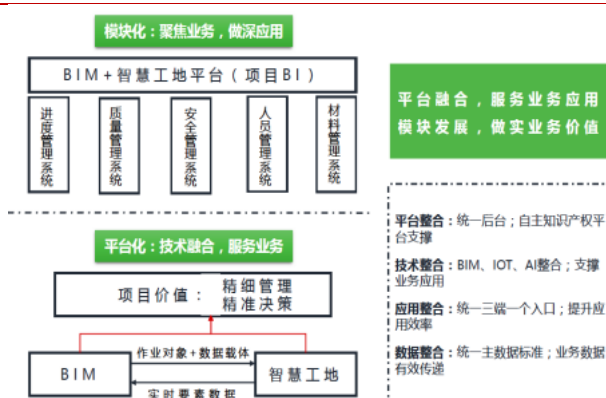 模块化：聚焦业务，做深应用
BIM+智慧工地平台（项目BI）
进度管理系统
质量管理系统
安全管理系统
人员管理系统
材料管理系统
平台化：技术融合，服务业务
项目价值：
精细管理
精准决策
作业对象+数据载体
BIM
智慧工地
实时要素数据
平台融合，服务业务应用
模块发展，做实业务价值
平台整合：统一后台；自主知识产权平
台支撑
技术整合：BIM、IOT、AI整合；支撑
业务应用
应用整合：统一三端一个入口；提升应
用效率
数据整合：统一主数据标准；业务数据
有效传递